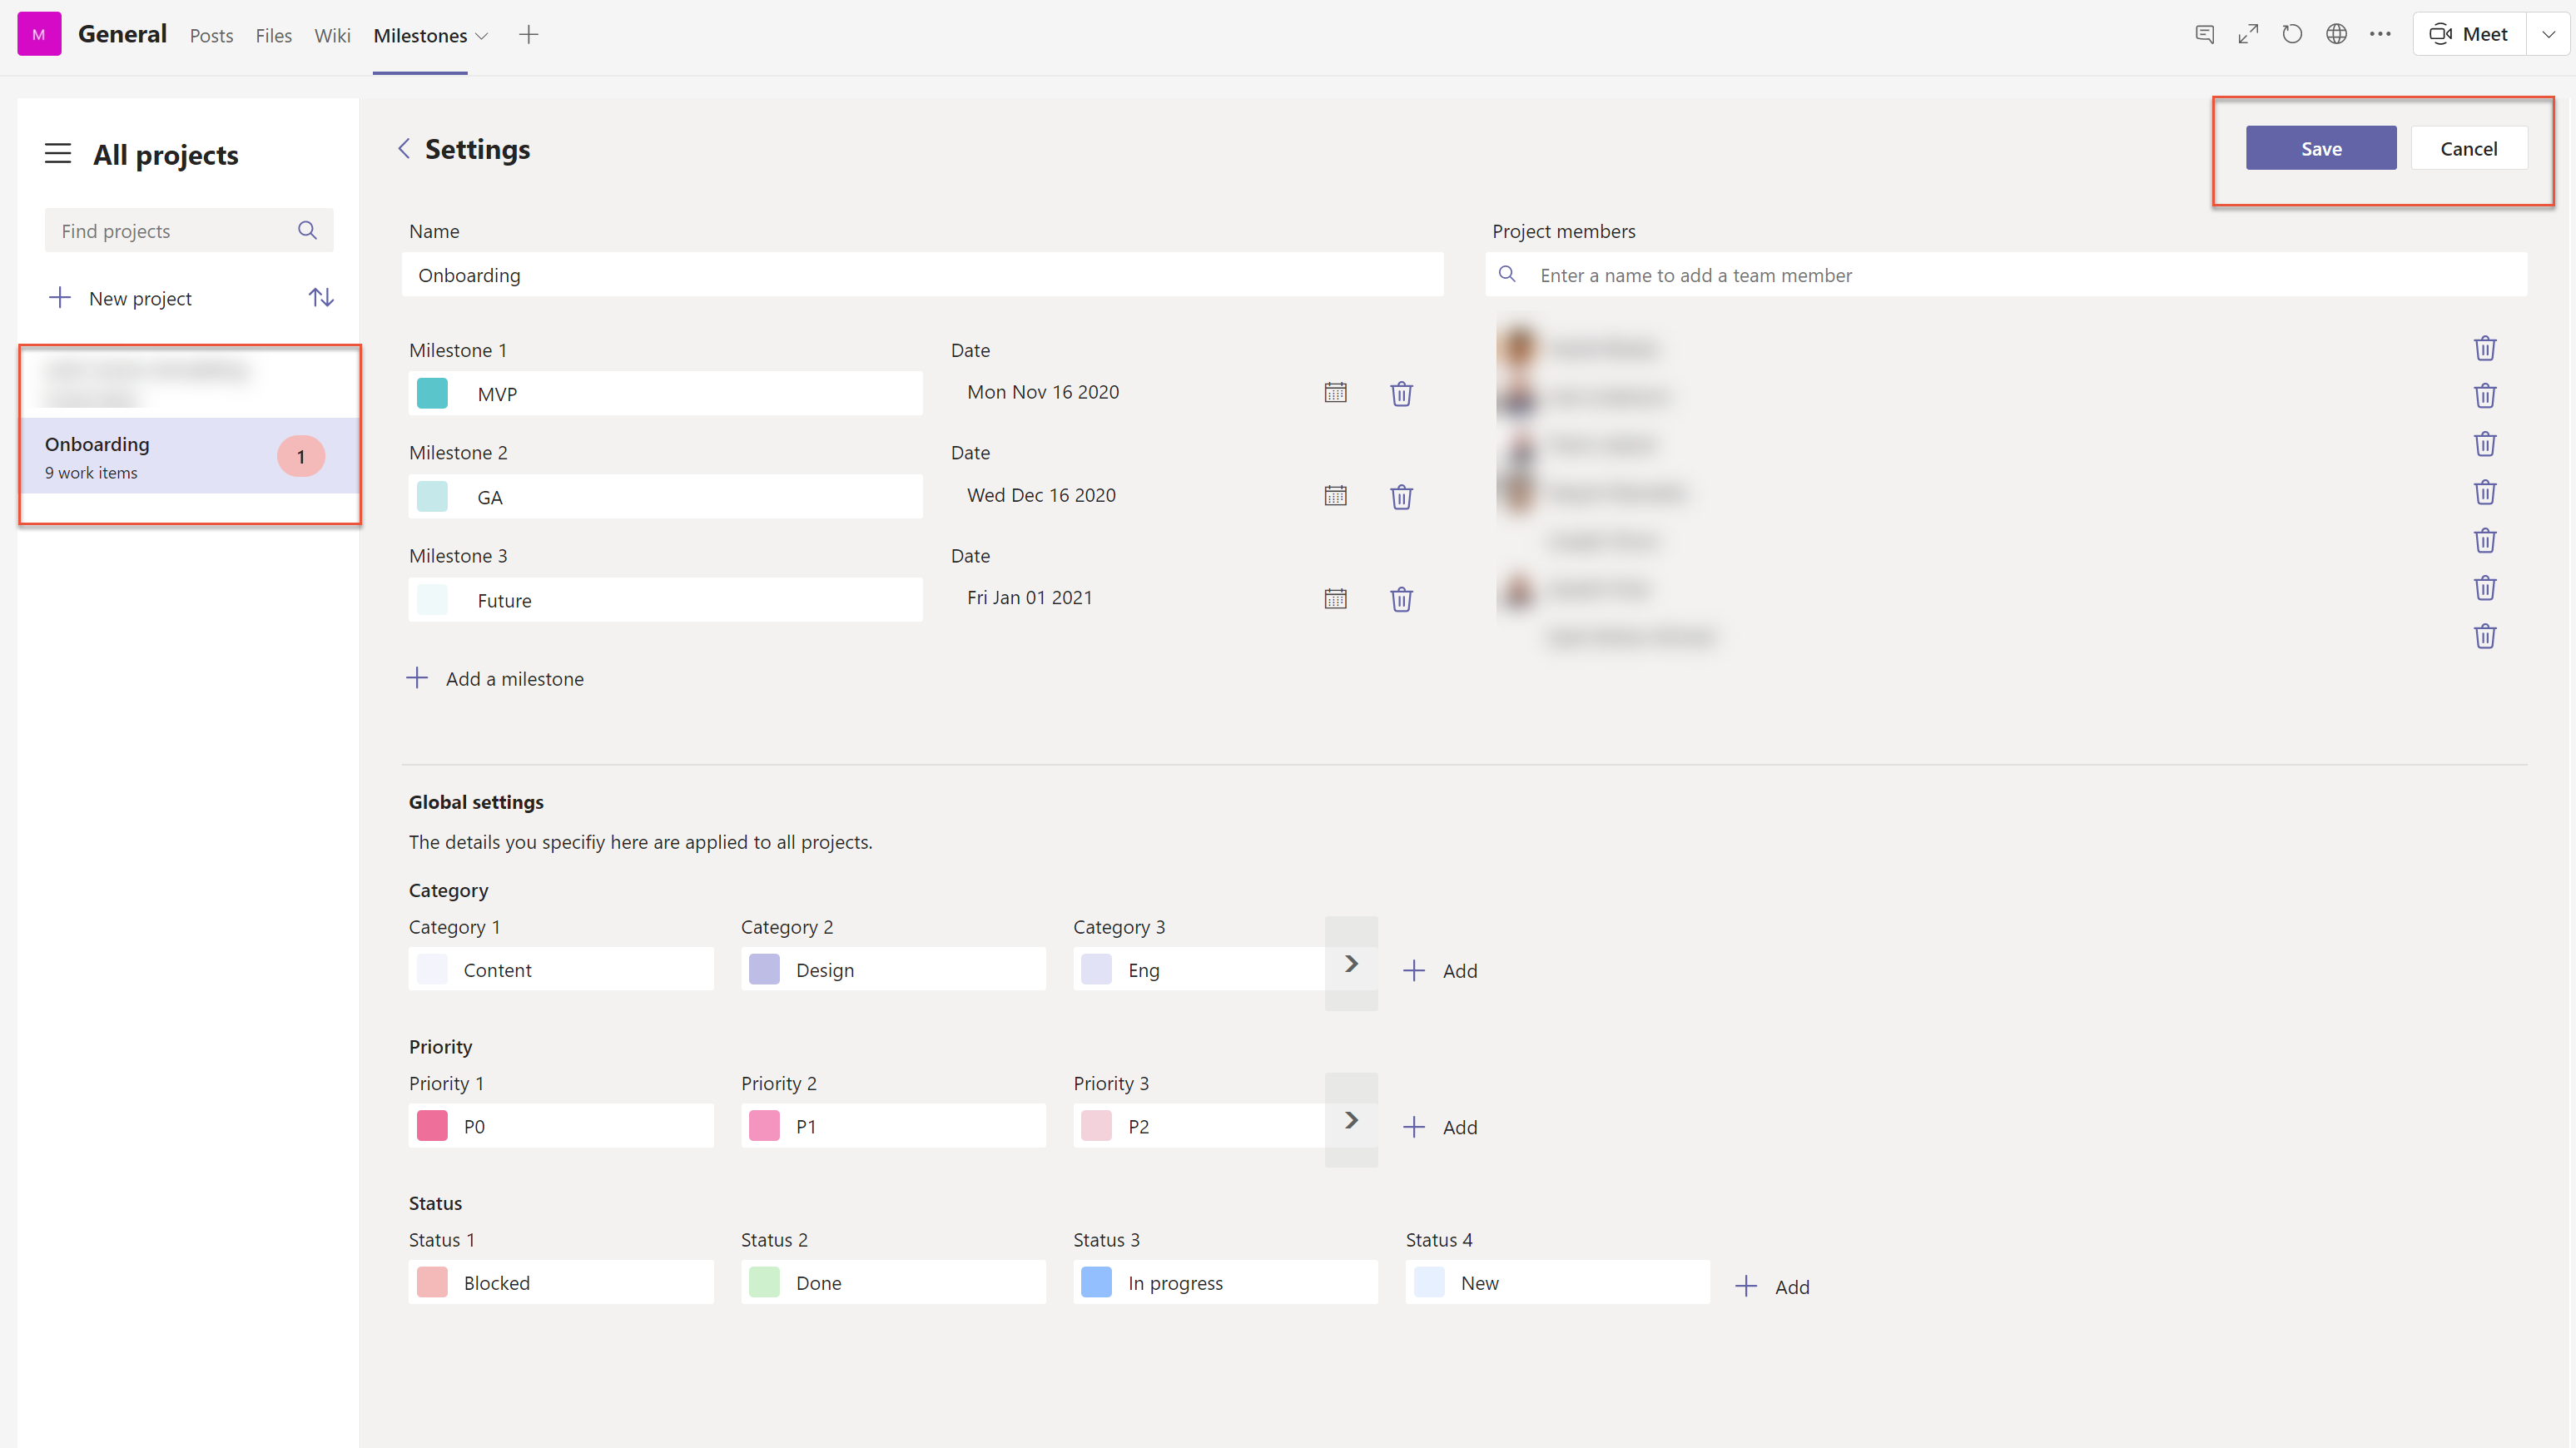 M General Posts Files Wiki Milestones Meet
All projects
Find projects
New project
Onboarding
9 work items
1
Settings
Save Cancel
Name
Onboarding
Project members
Enter a name to add a team member
Milestone 1 Date
MVP Mon Nov 16 2020
Milestone 2 Date
GA Wed Dec 16 2020
Milestone 3 Date
Future Fri Jan 01 2021
Add a milestone
Global settings
The details you specifiy here are applied to all projects.
Category
Category 1 Category 2 Category 3
Content Design Eng Add
Priority
Priority 1 Priority 2 Priority 3
P0 P1 P2 Add
Status
Status 1 Status 2 Status 3 Status 4
Blocked Done In progress New Add